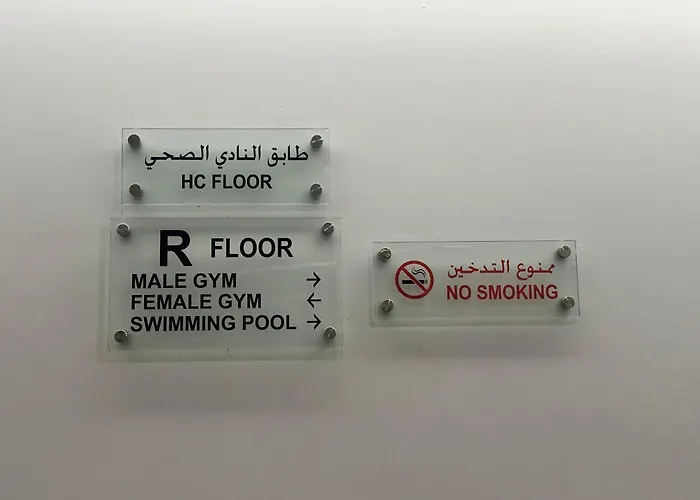 طابق النادي الصحي
HC FLOOR
R FLOOR
MALE GYM →
FEMALE GYM ←
SWIMMING POOL →
ممنوع التدخين
NO SMOKING